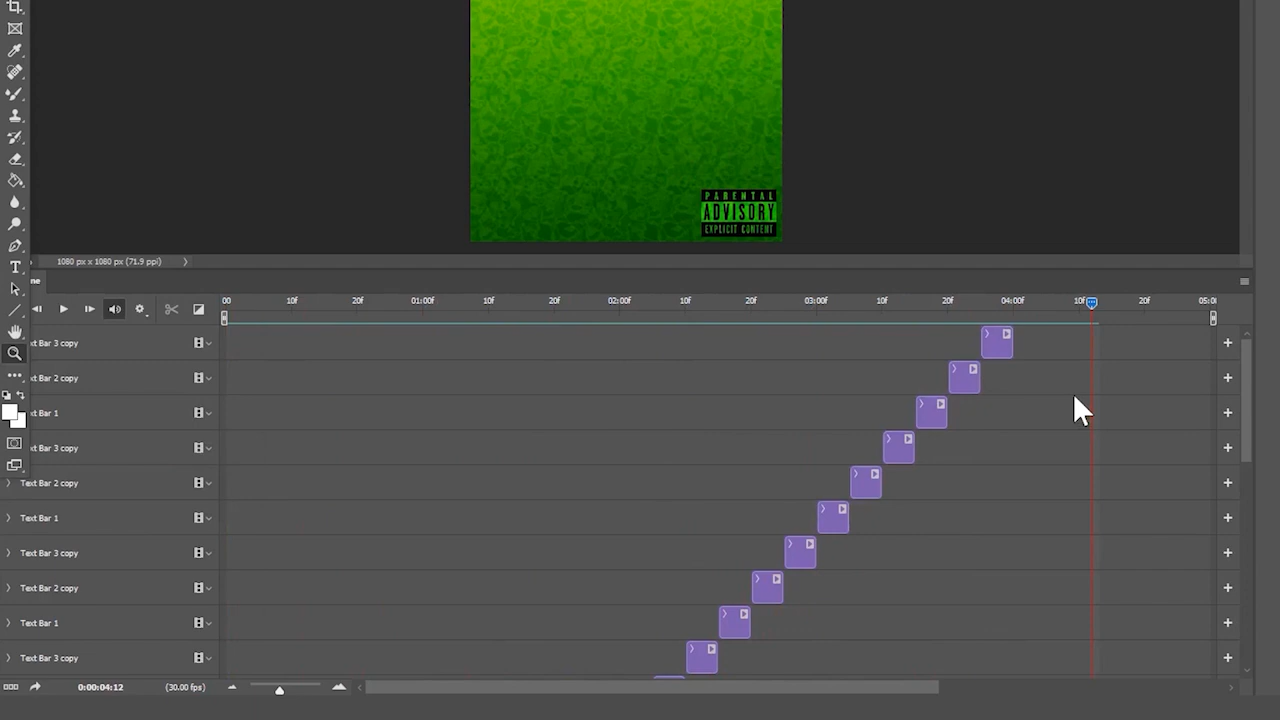 PARENTAL
ADVISORY
EXPLICIT CONTENT
1080 px x 1080 px (71.9 ppi)
ne
00 10f 20f 01:00f 10f 20f 02:00f 10f 20f 03:00f 10f 20f 04:00f 10f 20f 05:0
xt Bar 3 copy
xt Bar 2 copy
xt Bar 1
xt Bar 3 copy
Text Bar 2 copy
Text Bar 1
Text Bar 3 copy
Text Bar 2 copy
Text Bar 1
Text Bar 3 copy
0:00:04:12 (30.00 fps)